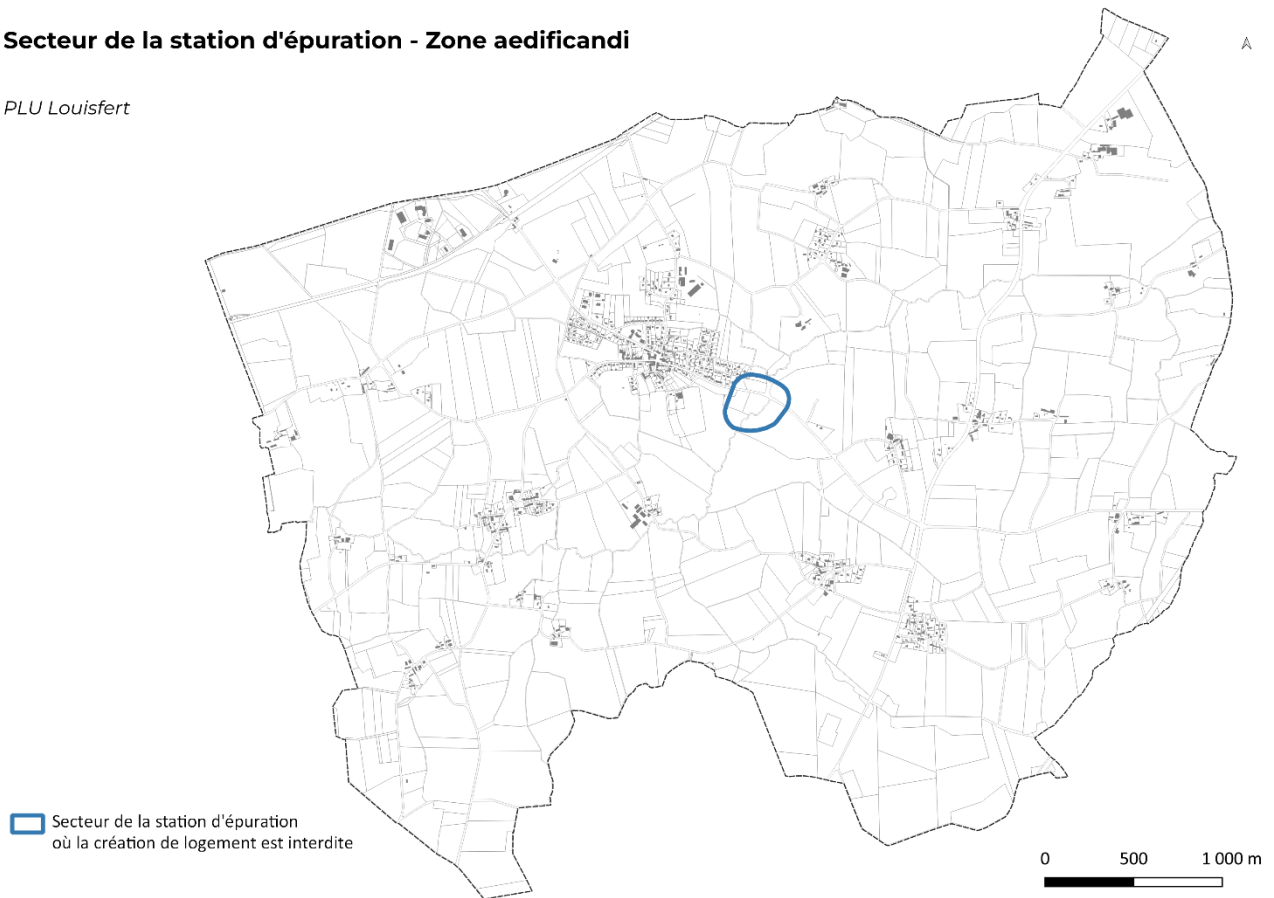 Secteur de la station d'épuration - Zone aedificandi
PLU Louisfert
Secteur de la station d'épuration
où la création de logement est interdite
0 500 1 000 m